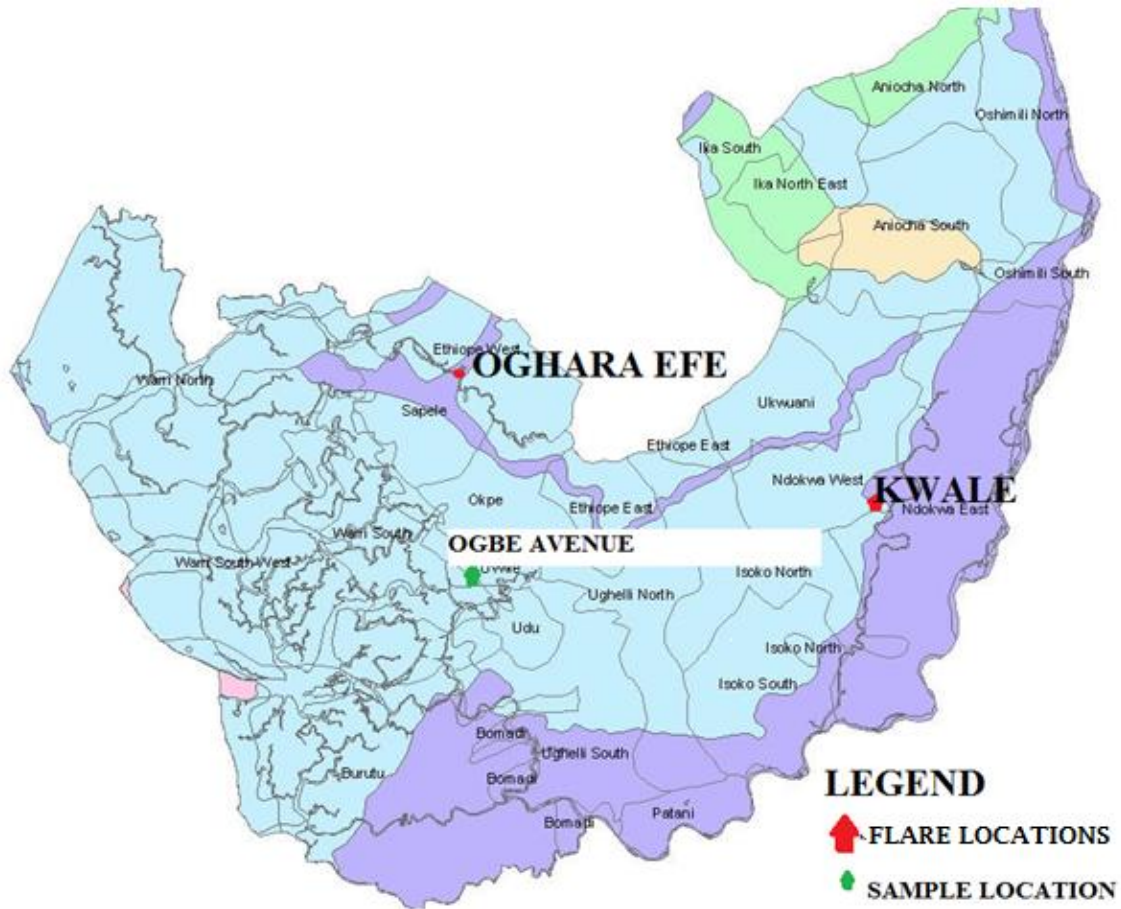 Aniocha North
Oshimili North
Ika South
Ika North East
Aniocha South
Oshimili South
Ethiope West
OGHARA EFE
Warri North
Sapele
Ukwuani
Ethiope East
Ndokwa West
KWALE
Okpe
Ethiope East
Ndokwa East
Warri South
OGBE AVENUE
Warri South West
Isoko North
Ughelli North
Udu
Isoko North
Isoko South
Bomadi
Ughelli South
Burutu
Bomadi
Patani
Bomadi
LEGEND
FLARE LOCATIONS
SAMPLE LOCATION